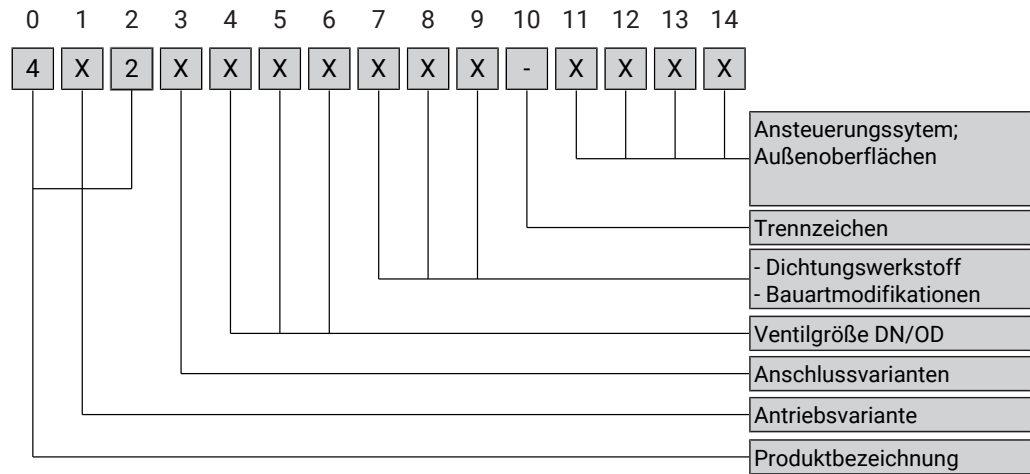 0 1 2 3 4 5 6 7 8 9 10 11 12 13 14
4 X 2 X X X X X X X - X X X X
Ansteuerungssytem;
Außenoberflächen
Trennzeichen
- Dichtungswerkstoff
- Bauartmodifikationen
Ventilgröße DN/OD
Anschlussvarianten
Antriebsvariante
Produktbezeichnung